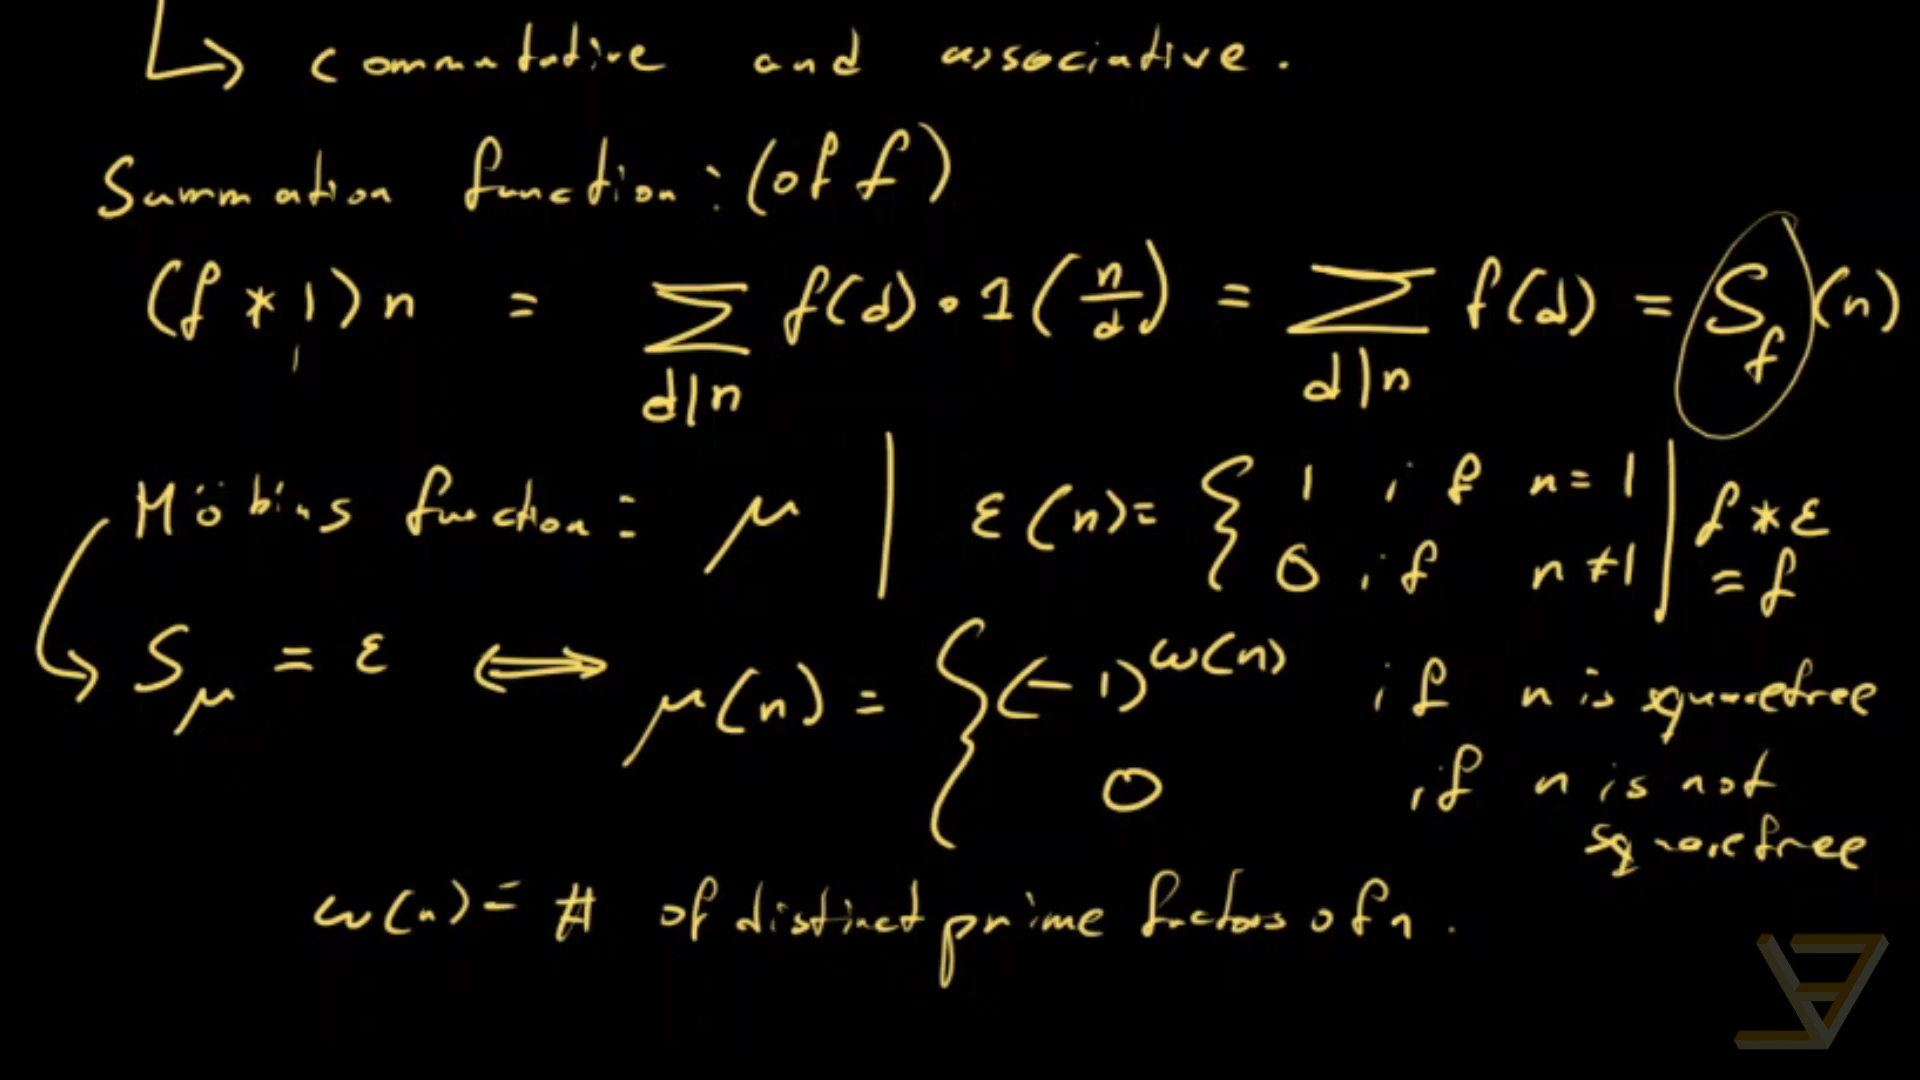 ↳ commutative and associative.
Summation function: (of f)
(f * 1) n = ∑_{d|n} f(d) · 1(n/d) = ∑_{d|n} f(d) = S_f (n)
Möbius function: μ | ε(n) = { 1 if n = 1 | f * ε
0 if n ≠ 1 | = f
S_μ = ε ⟺ μ(n) = { (-1)^{ω(n)} if n is squarefree
0 if n is not
squarefree
ω(n) = # of distinct prime factors of n.